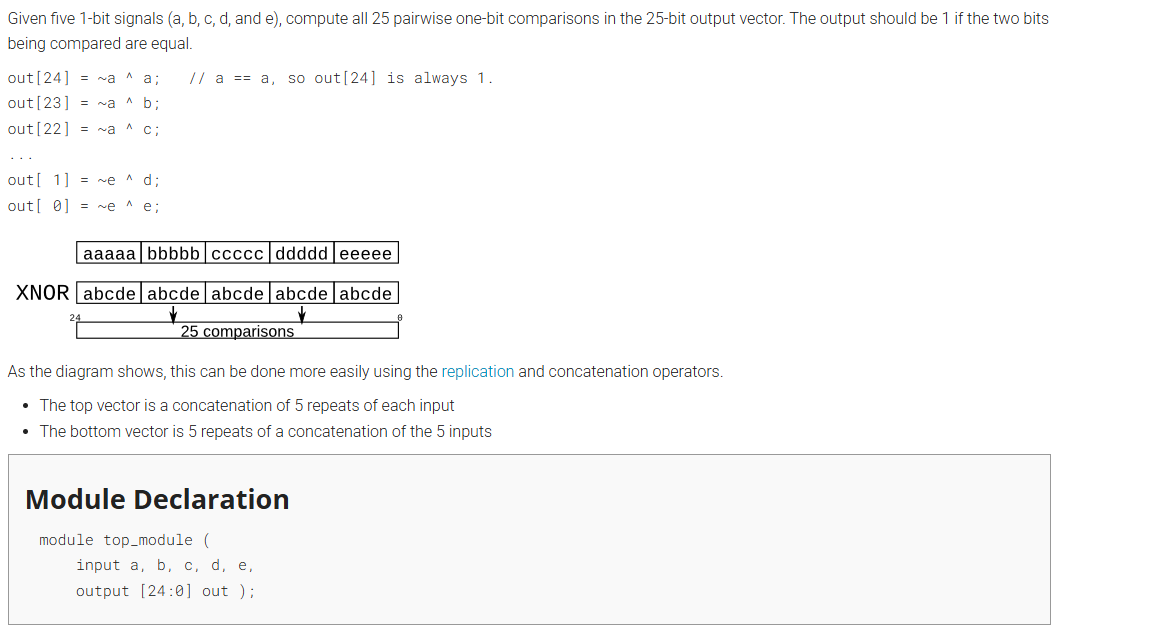 Given five 1-bit signals (a, b, c, d, and e), compute all 25 pairwise one-bit comparisons in the 25-bit output vector. The output should be 1 if the two bits
being compared are equal.
out[24] = ~a ^ a;   // a == a, so out[24] is always 1.
out[23] = ~a ^ b;
out[22] = ~a ^ c;
...
out[ 1] = ~e ^ d;
out[ 0] = ~e ^ e;
aaaaa bbbbb ccccc ddddd eeeee
XNOR abcde abcde abcde abcde abcde
24 0
25 comparisons
As the diagram shows, this can be done more easily using the replication and concatenation operators.
• The top vector is a concatenation of 5 repeats of each input
• The bottom vector is 5 repeats of a concatenation of the 5 inputs
Module Declaration
module top_module (
    input a, b, c, d, e,
    output [24:0] out );